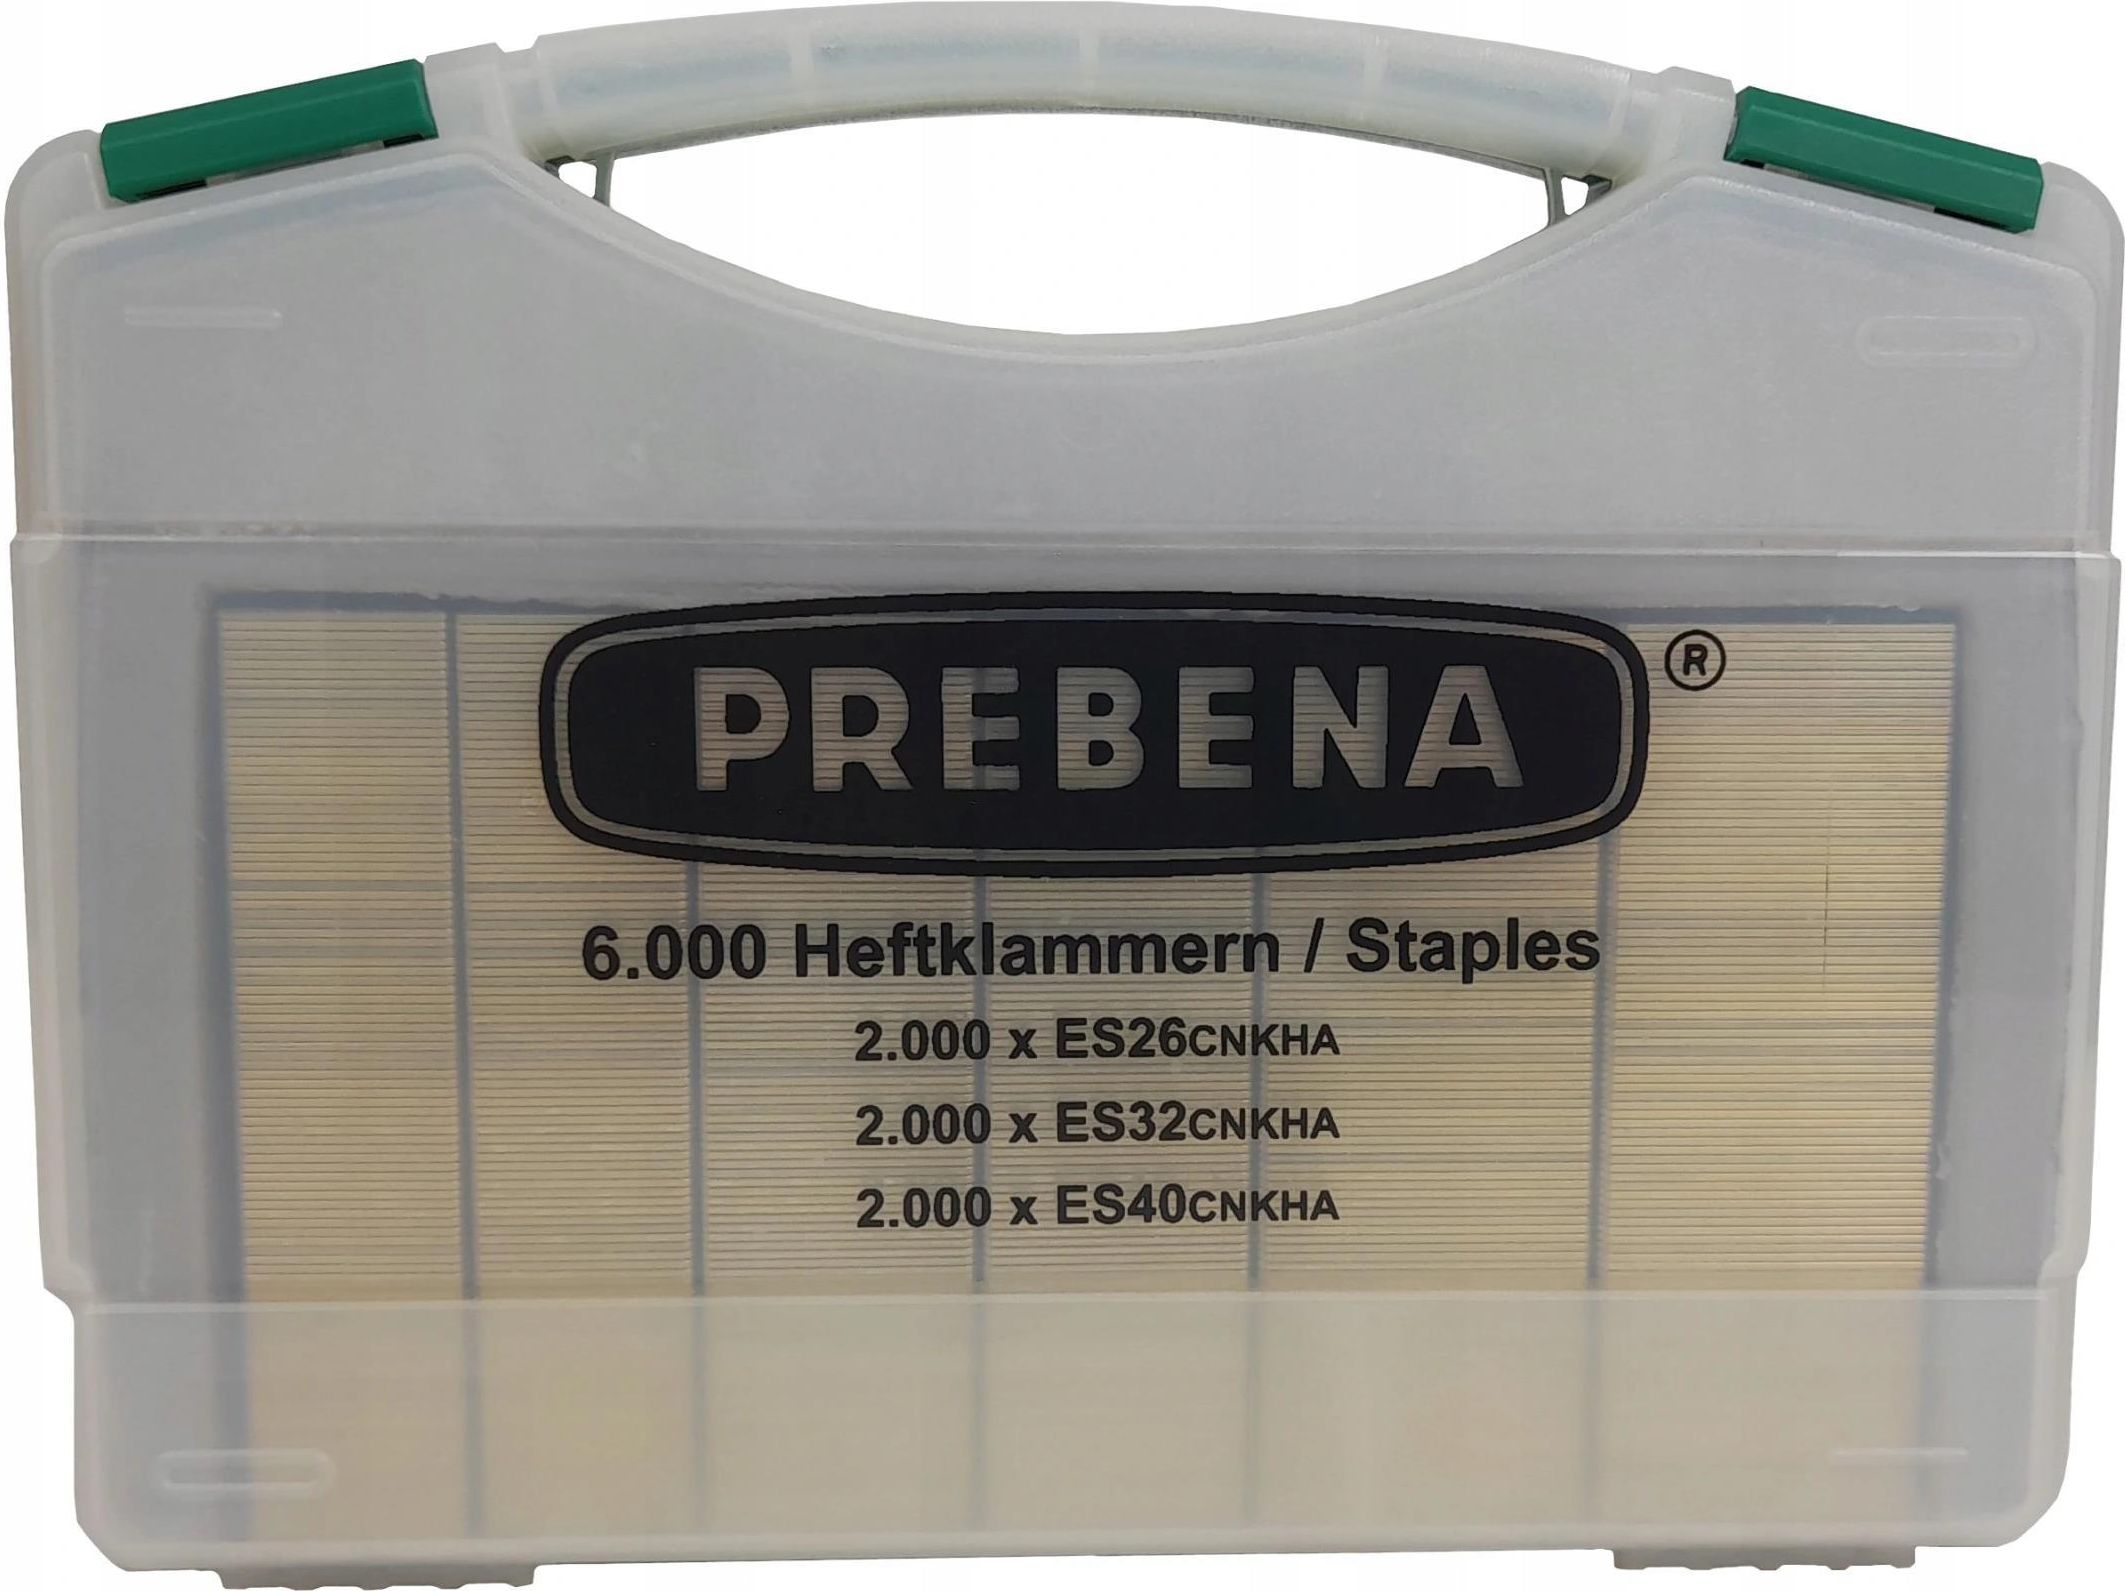 PREBENA ®
6.000 Heftklammern / Staples
2.000 x ES26CNKHA
2.000 x ES32CNKHA
2.000 x ES40CNKHA